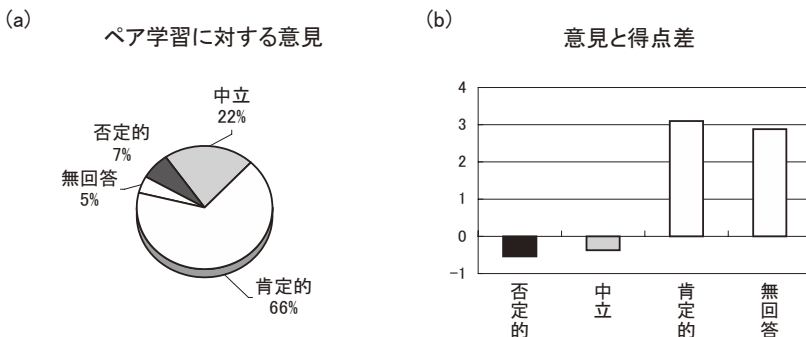 (a)
ペア学習に対する意見
中立
22%
否定的
7%
無回答
5%
肯定的
66%
(b)
意見と得点差
4
3
2
1
0
-1
否定的
中立
肯定的
無回答